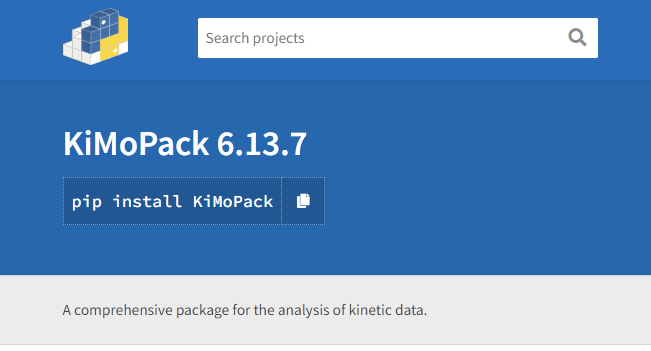 Search projects
KiMoPack 6.13.7
pip install KiMoPack
A comprehensive package for the analysis of kinetic data.